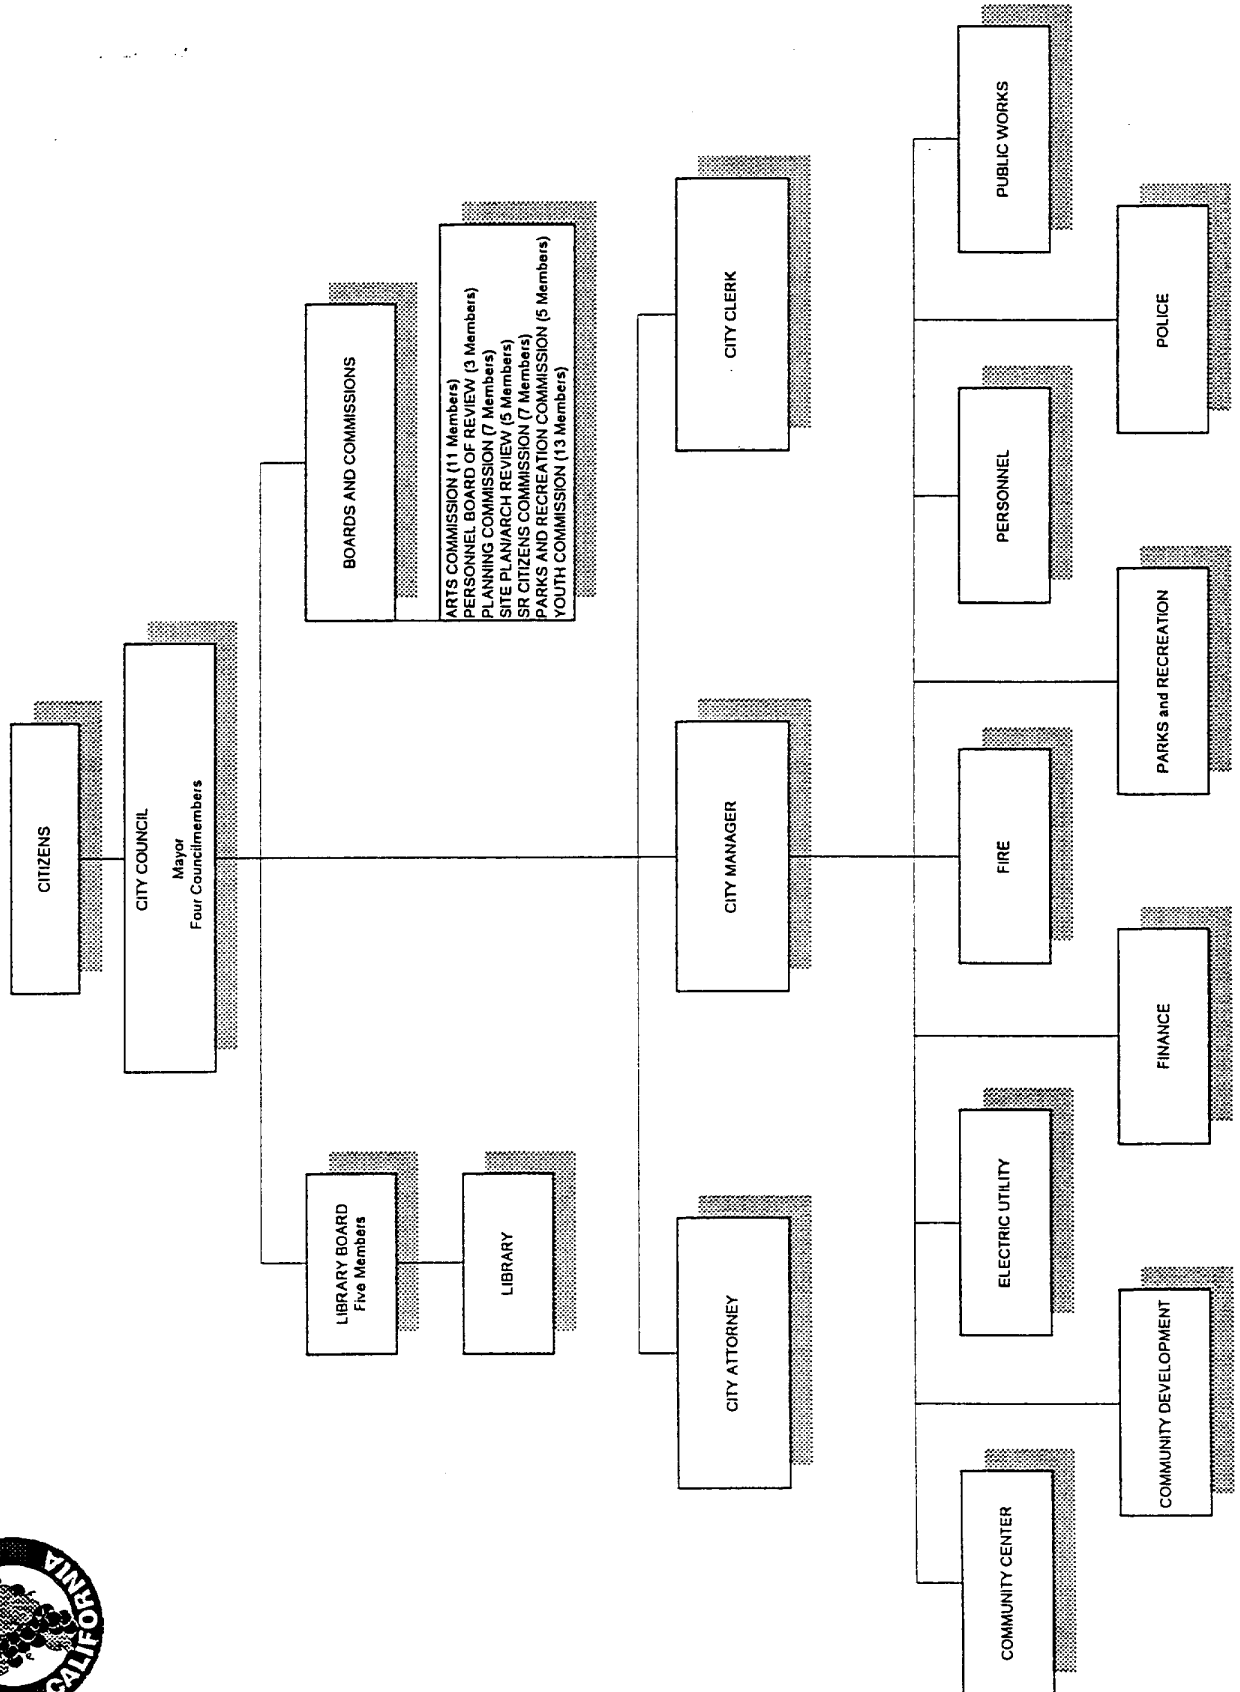 CITIZENS
CITY COUNCIL
Mayor
Four Councilmembers
LIBRARY BOARD
Five Members
BOARDS AND COMMISSIONS
LIBRARY
ARTS COMMISSION (11 Members)
PERSONNEL BOARD OF REVIEW (3 Members)
PLANNING COMMISSION (7 Members)
SITE PLAN/ARCH REVIEW (5 Members)
SR CITIZENS COMMISSION (7 Members)
PARKS AND RECREATION COMMISSION (5 Members)
YOUTH COMMISSION (13 Members)
CITY ATTORNEY
CITY MANAGER
CITY CLERK
COMMUNITY CENTER
ELECTRIC UTILITY
FIRE
PERSONNEL
PUBLIC WORKS
COMMUNITY DEVELOPMENT
FINANCE
PARKS and RECREATION
POLICE
CALIFORNIA